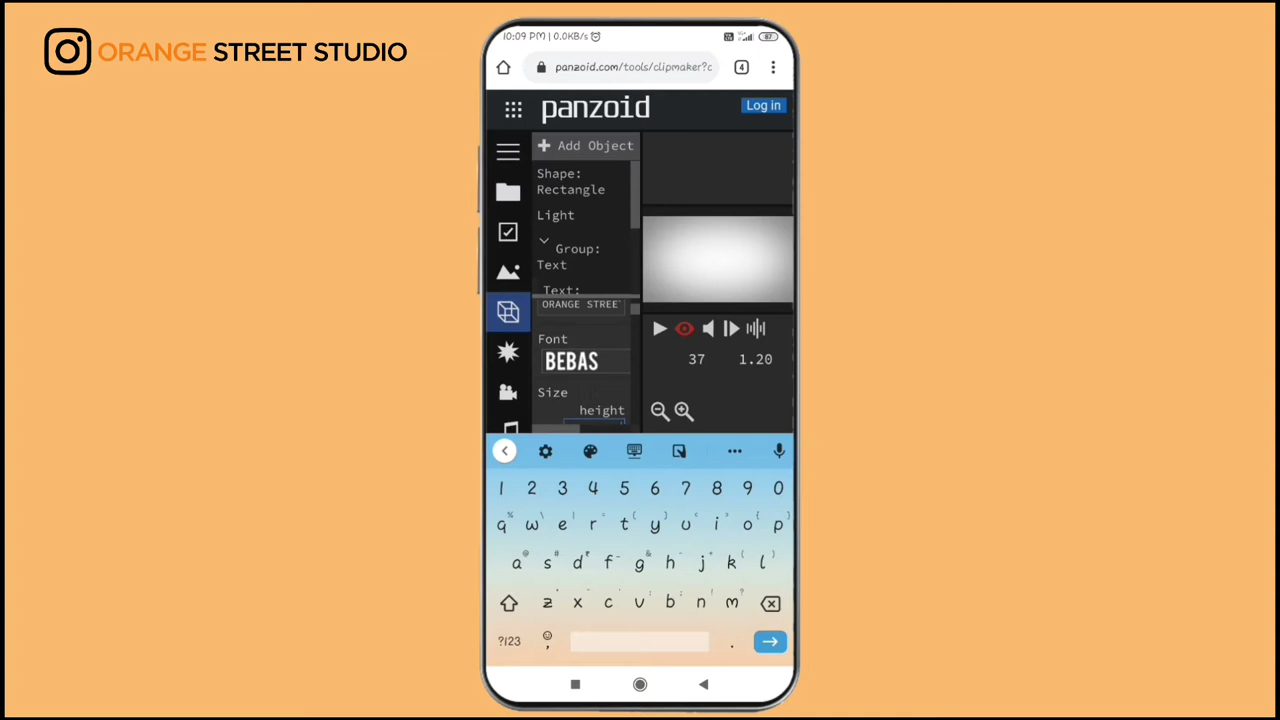 ORANGE STREET STUDIO
10:09 PM | 0.0KB/s
87
panzoid.com/tools/clipmaker?c
4
panzoid
Log in
+ Add Object
Shape:
Rectangle
Light
Group:
Text
Text:
ORANGE STREE
Font
BEBAS
Size
height
37 1.20
1 2 3 4 5 6 7 8 9 0
q w e r t y u i o p
a s d f g h j k l
z x c v b n m
?123 , .